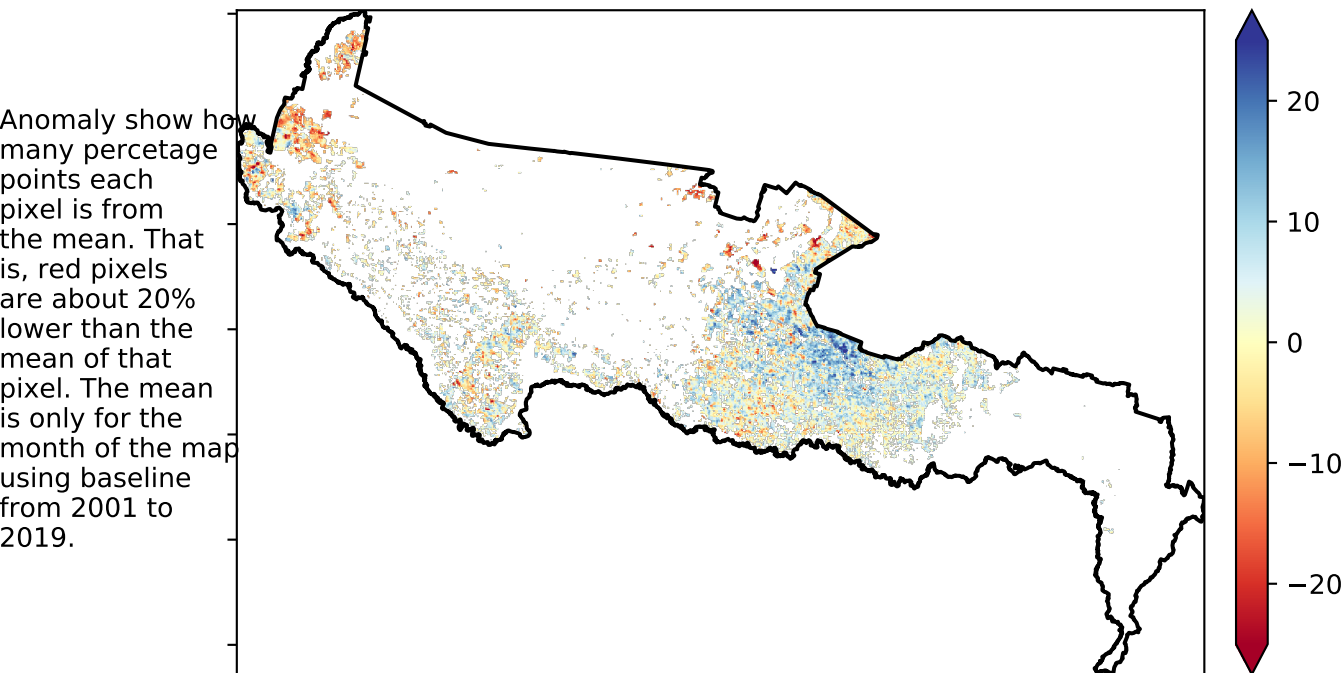 Anomaly show how
many percetage
points each
pixel is from
the mean. That
is, red pixels
are about 20%
lower than the
mean of that
pixel. The mean
is only for the
month of the map
using baseline
from 2001 to
2019.
20
10
0
−10
−20